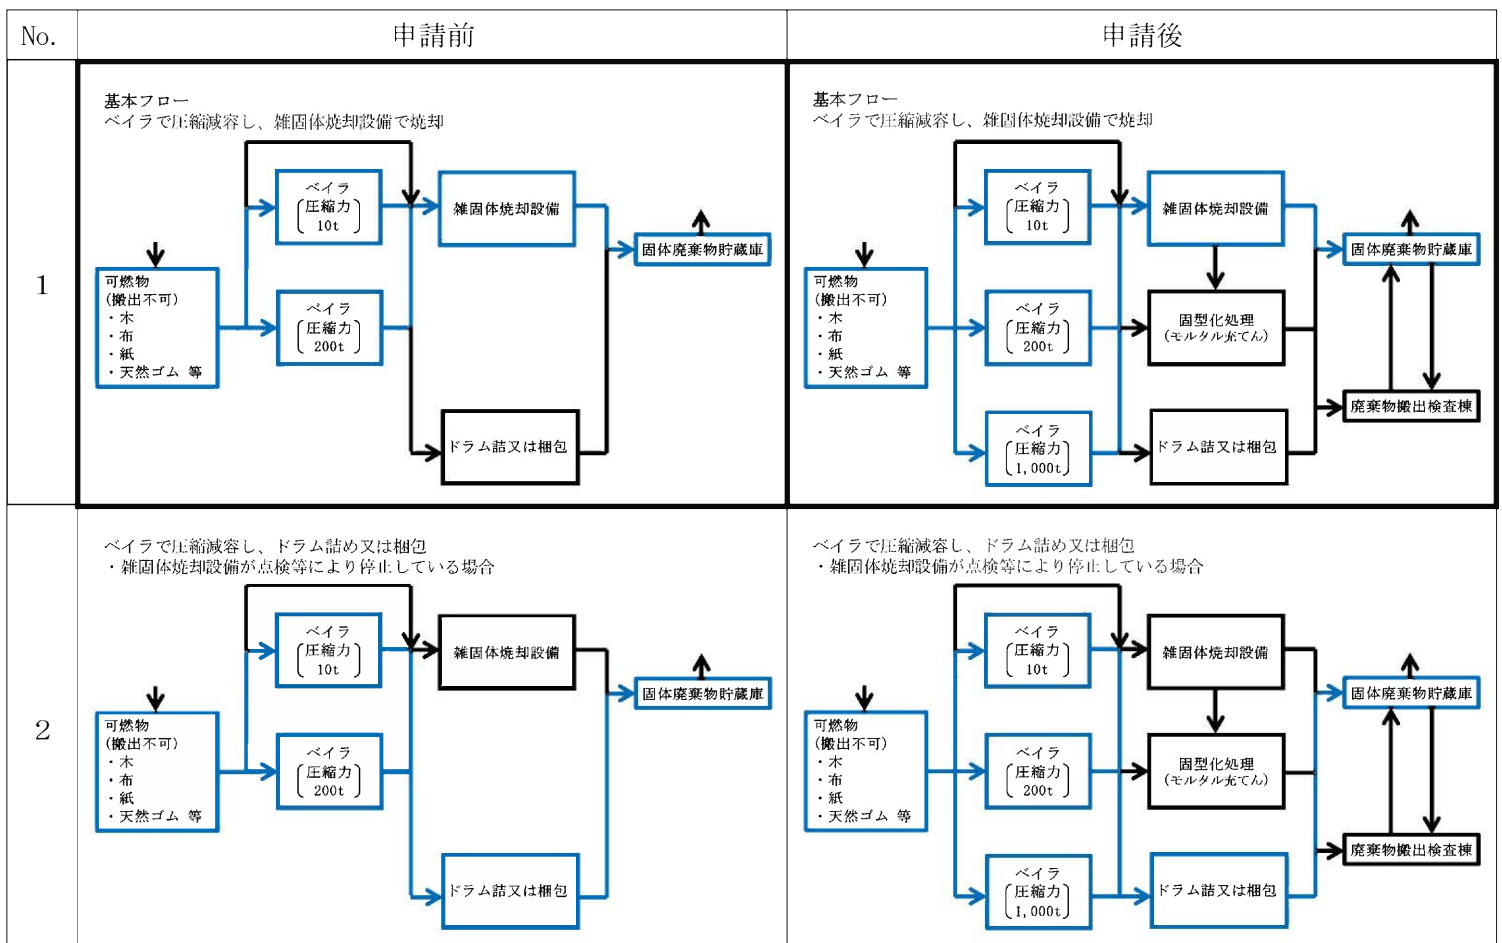 No.
申請前
申請後
1
基本フロー
ベイラで圧縮減容し、雑固体焼却設備で焼却
ベイラ
圧縮力
10t
雑固体焼却設備
固体廃棄物貯蔵庫
可燃物
(搬出不可)
・木
・布
・紙
・天然ゴム 等
ベイラ
圧縮力
200t
ドラム詰又は梱包
基本フロー
ベイラで圧縮減容し、雑固体焼却設備で焼却
ベイラ
圧縮力
10t
雑固体焼却設備
固体廃棄物貯蔵庫
可燃物
(搬出不可)
・木
・布
・紙
・天然ゴム 等
ベイラ
圧縮力
200t
固型化処理
(モルタル充てん)
廃棄物搬出検査棟
ベイラ
圧縮力
1,000t
ドラム詰又は梱包
2
ベイラで圧縮減容し、ドラム詰め又は梱包
・雑固体焼却設備が点検等により停止している場合
ベイラ
圧縮力
10t
雑固体焼却設備
固体廃棄物貯蔵庫
可燃物
(搬出不可)
・木
・布
・紙
・天然ゴム 等
ベイラ
圧縮力
200t
ドラム詰又は梱包
ベイラで圧縮減容し、ドラム詰め又は梱包
・雑固体焼却設備が点検等により停止している場合
ベイラ
圧縮力
10t
雑固体焼却設備
固体廃棄物貯蔵庫
可燃物
(搬出不可)
・木
・布
・紙
・天然ゴム 等
ベイラ
圧縮力
200t
固型化処理
(モルタル充てん)
廃棄物搬出検査棟
ベイラ
圧縮力
1,000t
ドラム詰又は梱包